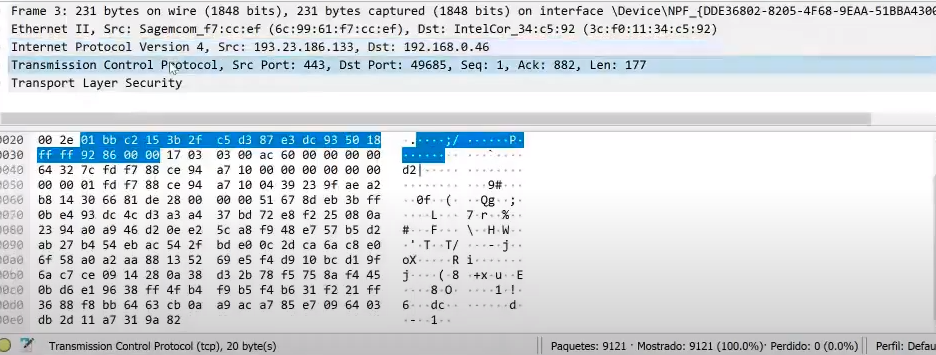 Frame 3: 231 bytes on wire (1848 bits), 231 bytes captured (1848 bits) on interface \Device\NPF_{DDE36802-8205-4F68-9EAA-51BBA4300
Ethernet II, Src: Sagemcom_f7:cc:ef (6c:99:61:f7:cc:ef), Dst: IntelCor_34:c5:92 (3c:f0:11:34:c5:92)
Internet Protocol Version 4, Src: 193.23.186.133, Dst: 192.168.0.46
Transmission Control Protocol, Src Port: 443, Dst Port: 49685, Seq: 1, Ack: 882, Len: 177
Transport Layer Security
0020 00 2e 01 bb c2 15 3b 2f c5 d3 87 e3 dc 93 50 18 ······;/ ······P·
0030 ff ff 92 86 00 00 17 03 03 00 ac 60 00 00 00 00 ········ ···`····
0040 64 32 7c fd f7 88 ce 94 a7 10 00 00 00 00 00 00 d2|····· ········
0050 00 00 01 fd f7 88 ce 94 a7 10 04 39 23 9f ae a2 ········ ···9#···
0060 b8 14 30 66 81 de 28 00 00 00 51 67 8d eb 3b ff ··0f··(· ··Qg··;·
0070 0b e4 93 dc 4c d3 a3 a4 37 bd 72 e8 f2 25 08 0a ····L··· 7·r··%··
0080 23 94 a0 a9 46 d2 0e e2 5c a8 f9 48 e7 57 b5 d2 #···F··· \··H·W··
0090 ab 27 b4 54 eb ac 54 2f bd e0 0c 2d ca 6a c8 e0 ·'·T··T/ ···-·j··
00a0 6f 58 a0 a2 aa 88 13 52 69 e5 f4 d9 10 bc d1 9f oX·····R i·······
00b0 6a c7 ce 09 14 28 0a 38 d3 2b 78 f5 75 8a f4 45 j····(·8 ·+x·u··E
00c0 0b d6 e1 96 38 ff 4f b4 f9 b5 f4 b6 31 f2 21 ff ····8·O· ····1·!·
00d0 36 88 f8 bb 64 63 cb 0a a9 ac a7 85 e7 09 64 03 6···dc·· ······d·
00e0 db 2d 11 a7 31 9a 82 ·-··1··
Transmission Control Protocol (tcp), 20 byte(s)
Paquetes: 9121 · Mostrado: 9121 (100.0%) · Perdido: 0 (0.0%)
Perfil: Defau